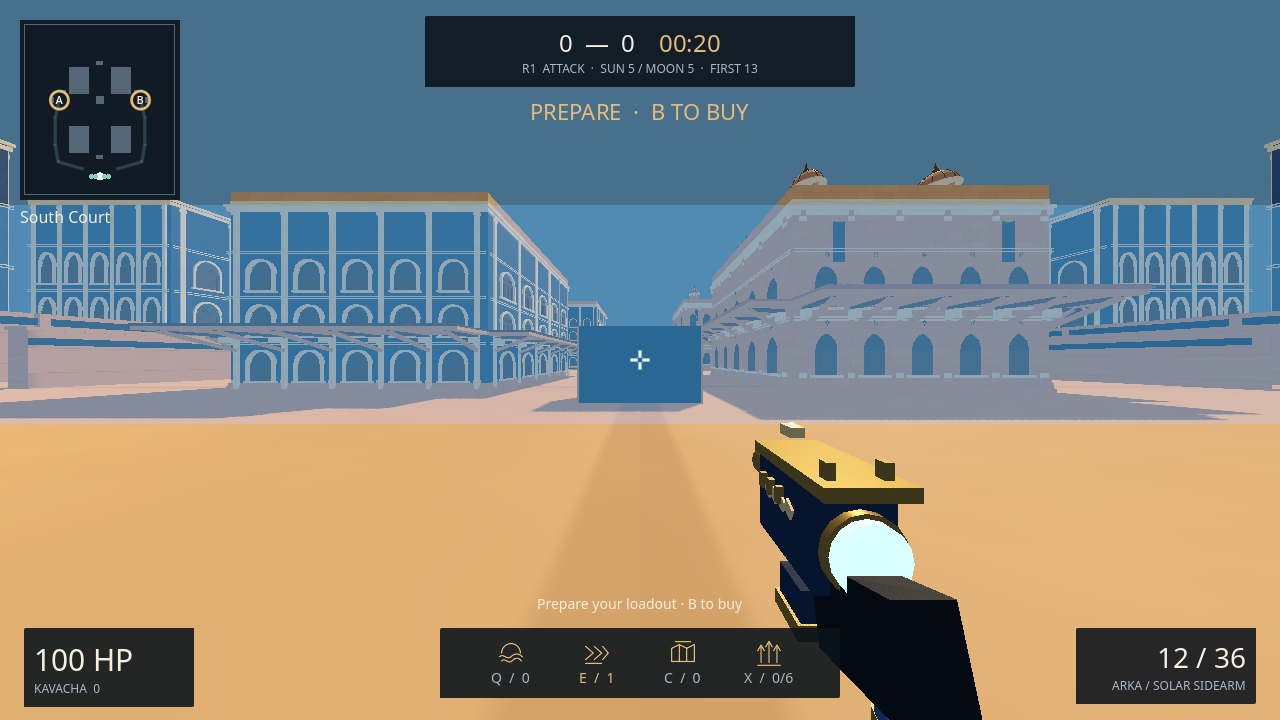 0 — 0 00:20
R1 ATTACK · SUN 5 / MOON 5 · FIRST 13
PREPARE · B TO BUY
A
B
South Court
Prepare your loadout · B to buy
100 HP
KAVACHA 0
Q / 0
E / 1
C / 0
X / 0/6
12 / 36
ARKA / SOLAR SIDEARM